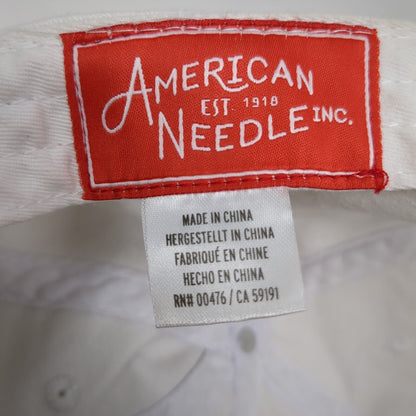 AMERICAN
EST. 1918
NEEDLE INC.
MADE IN CHINA
HERGESTELLT IN CHINA
FABRIQUÉ EN CHINE
HECHO EN CHINA
RN# 00476 / CA 59191